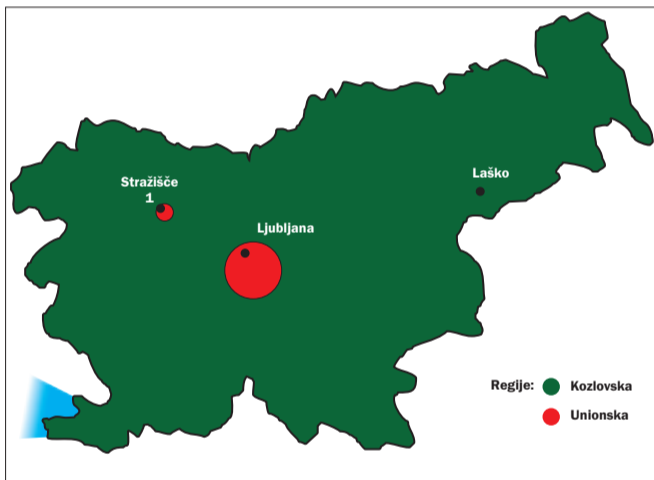 Stražišče
1
Laško
Ljubljana
Regije:
Kozlovska
Unionska